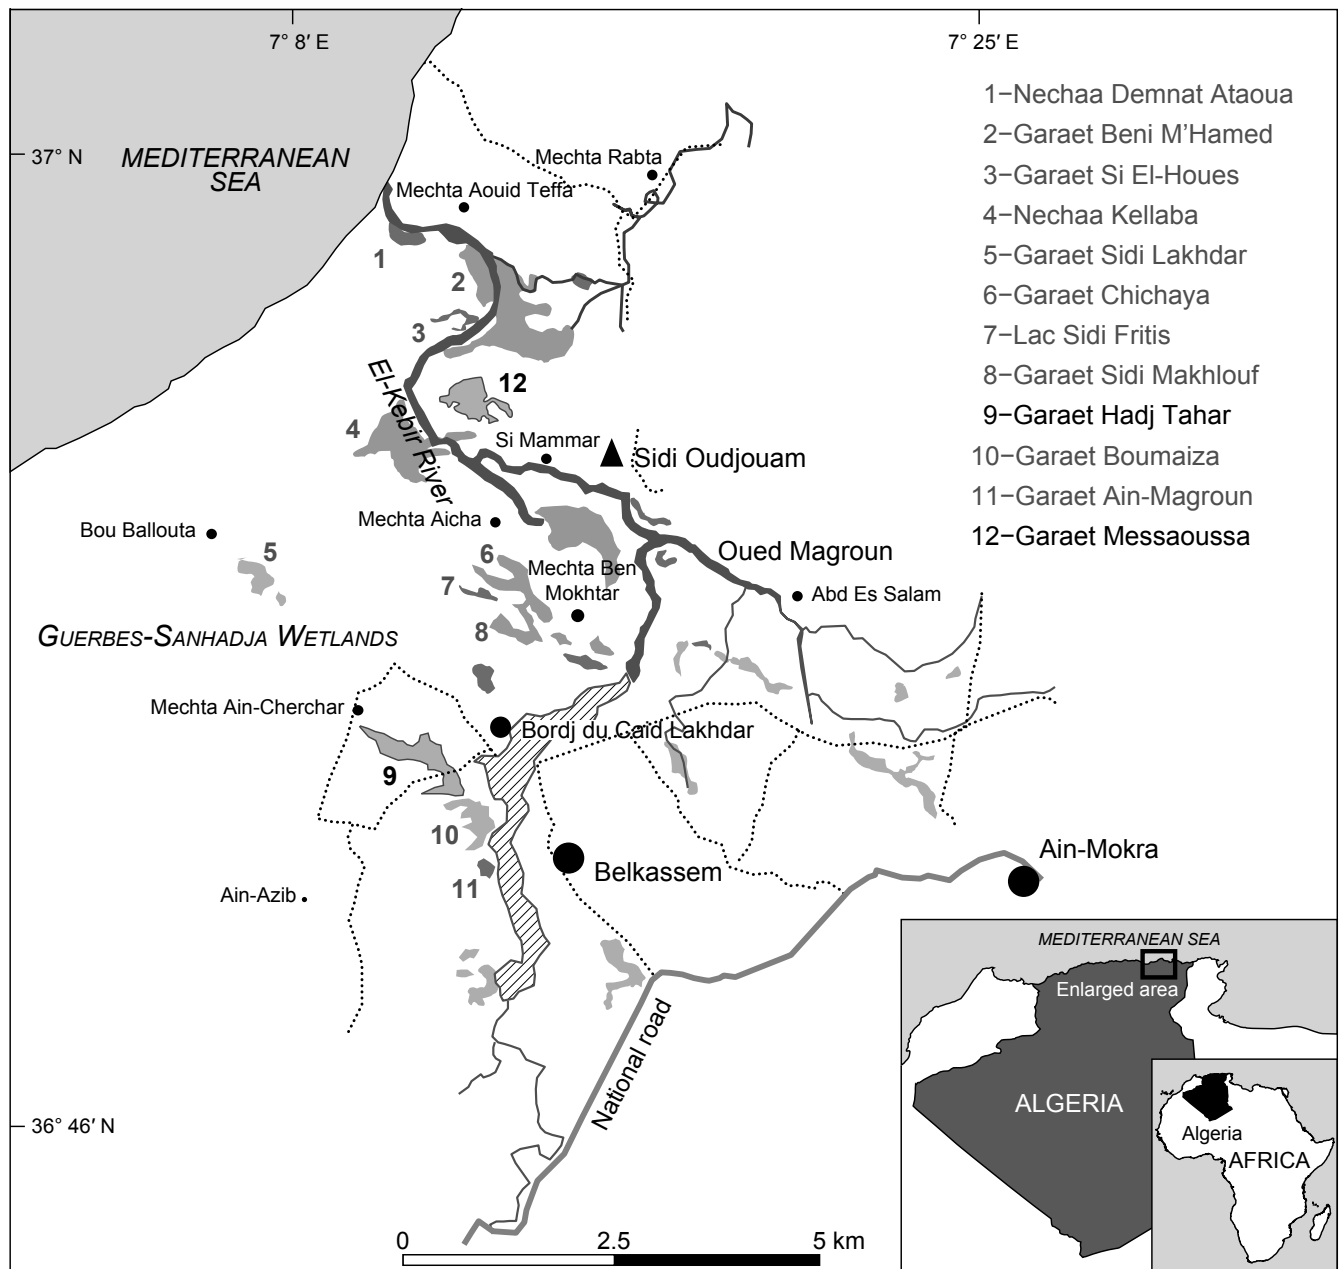 7° 8′ E
7° 25′ E
37° N
MEDITERRANEAN
SEA
Mechta Rabta
Mechta Aouid Teffa
1−Nechaa Demnat Ataoua
2−Garaet Beni M’Hamed
3−Garaet Si El-Houes
4−Nechaa Kellaba
5−Garaet Sidi Lakhdar
6−Garaet Chichaya
7−Lac Sidi Fritis
8−Garaet Sidi Makhlouf
9−Garaet Hadj Tahar
10−Garaet Boumaiza
11−Garaet Ain-Magroun
12−Garaet Messaoussa
1
2
3
El-Kebir River
12
4
Si Mammar
Sidi Oudjouam
Mechta Aicha
Bou Ballouta
5
6
Oued Magroun
Mechta Ben
Mokhtar
7
Abd Es Salam
8
GUERBES-SANHADJA WETLANDS
Mechta Ain-Cherchar
Bordj du Caid Lakhdar
9
10
Ain-Mokra
Belkassem
11
Ain-Azib
National road
36° 46′ N
0
2.5
5 km
MEDITERRANEAN SEA
Enlarged area
ALGERIA
Algeria
AFRICA